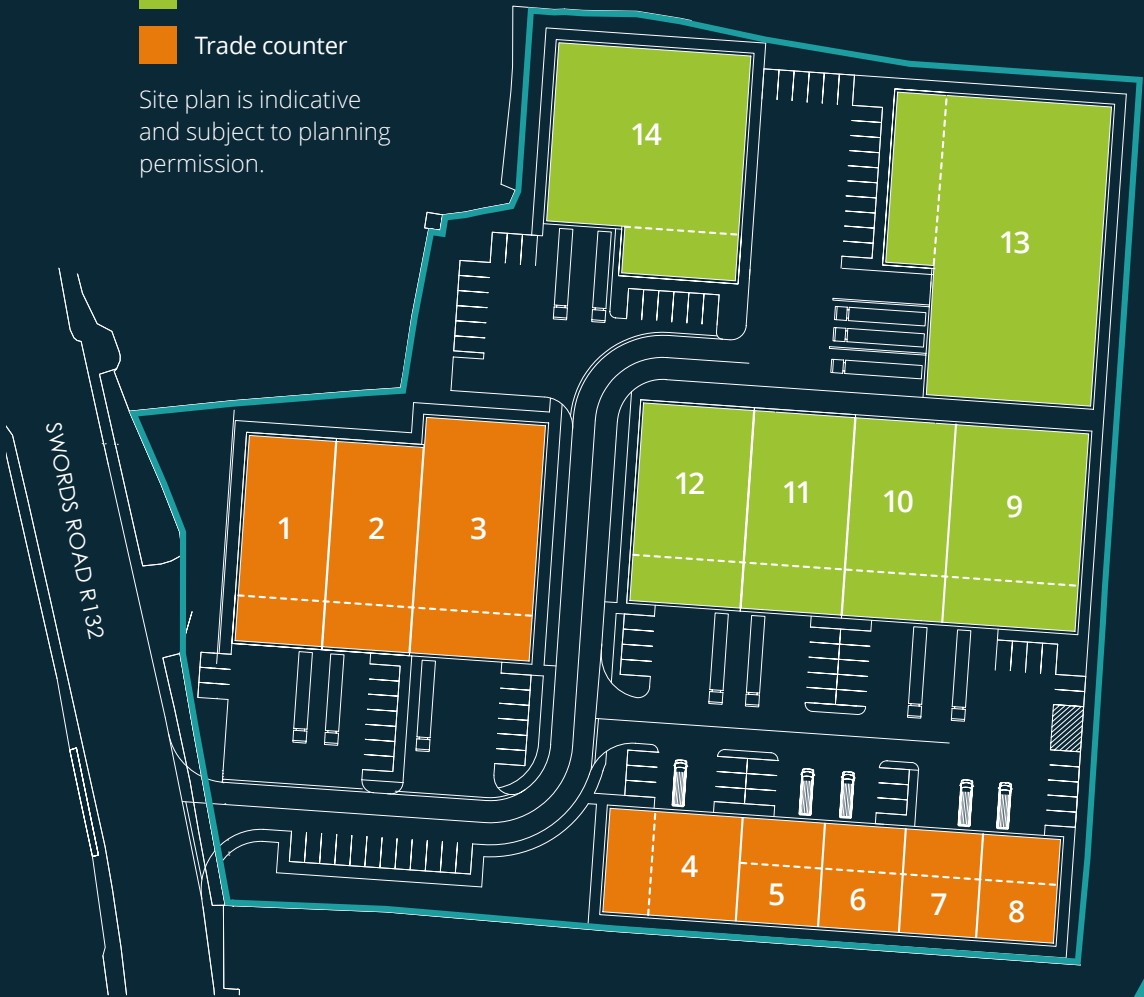 Trade counter
Site plan is indicative
and subject to planning
permission.
14
13
12
11
10
9
1
2
3
SWORDS ROAD R132
4
5
6
7
8